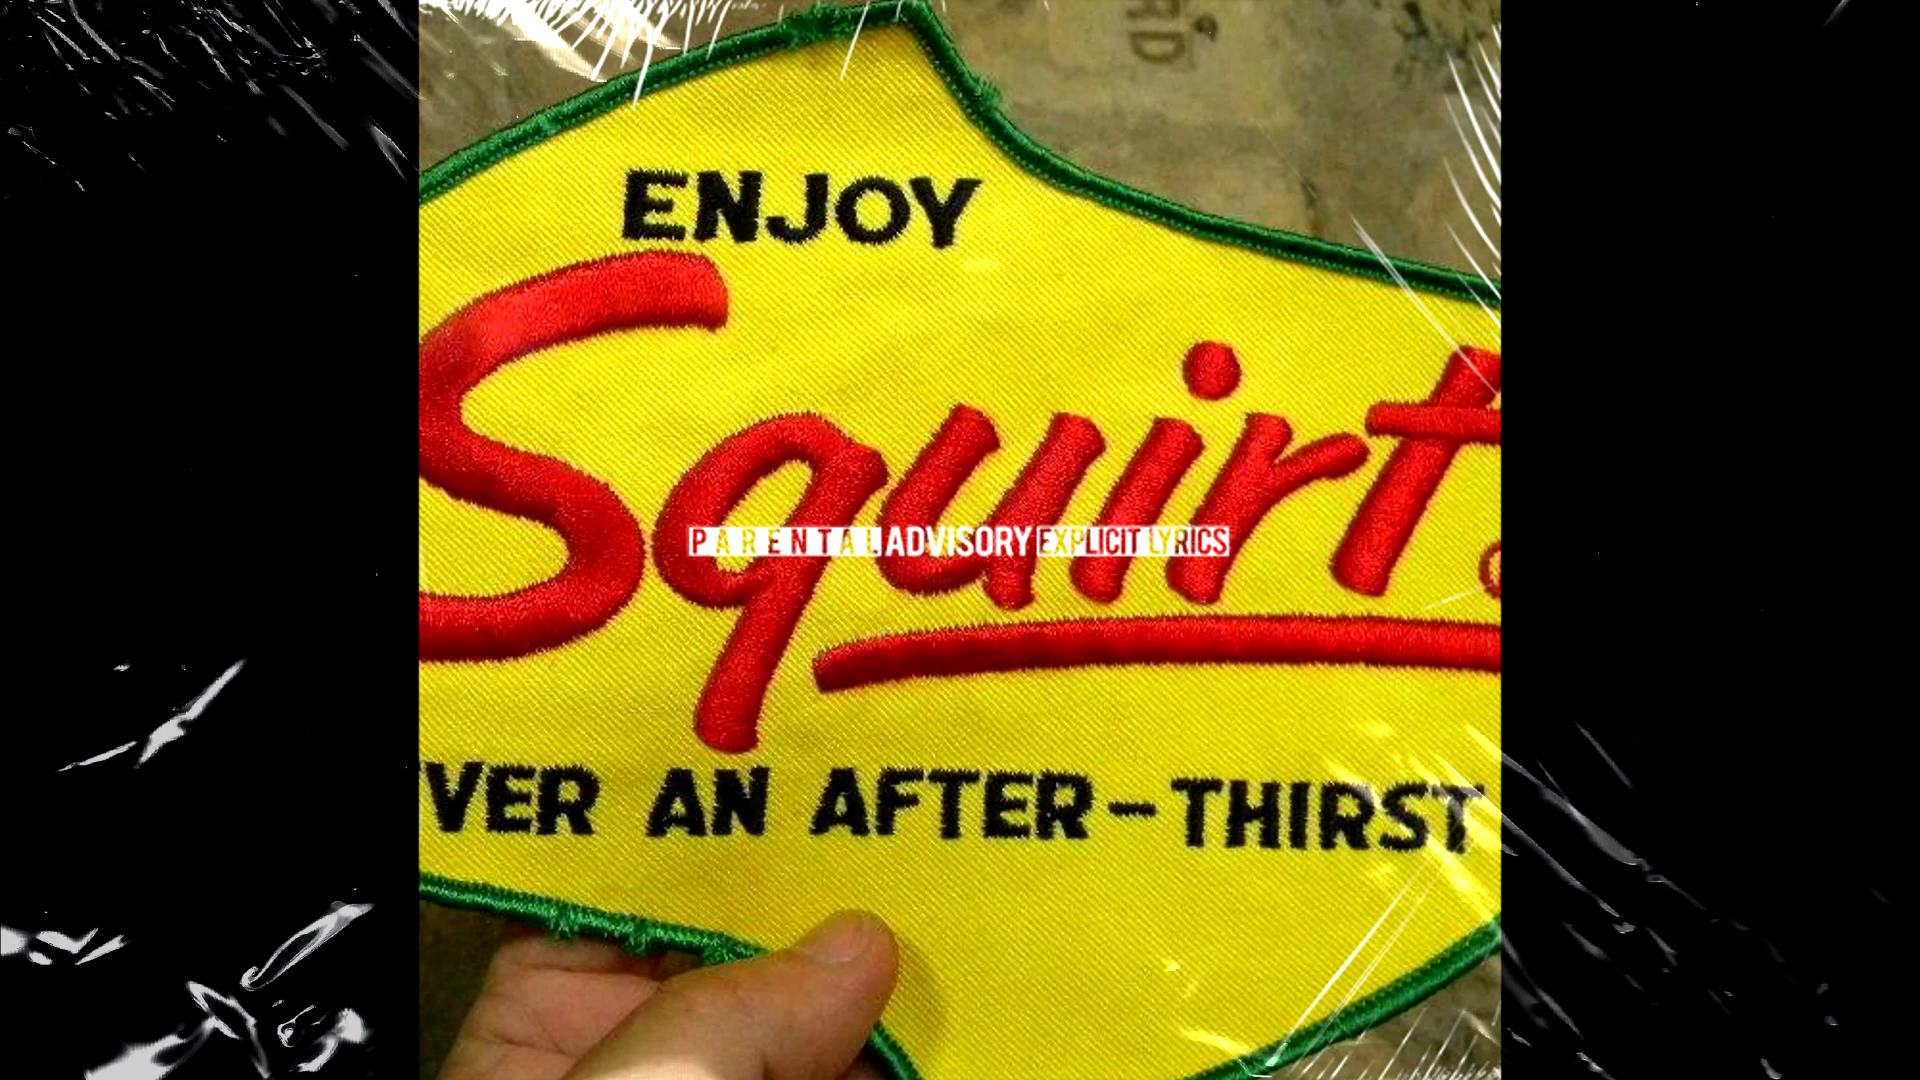 ENJOY
Squirt
PARENTAL ADVISORY EXPLICIT LYRICS
VER AN AFTER-THIRST